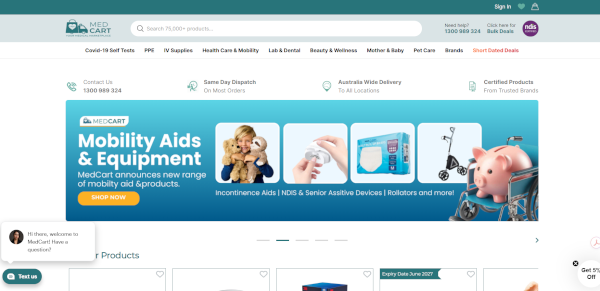 Sign In
MED
CART
Search 75,000+ products...
Need help?
1300 989 324
Click here for
Bulk Deals
ndis
Covid-19 Self Tests PPE IV Supplies Health Care & Mobility Lab & Dental Beauty & Wellness Mother & Baby Pet Care Brands Short Dated Deals
Contact Us
1300 989 324
Same Day Dispatch
On Most Orders
Australia Wide Delivery
To All Locations
Certified Products
From Trusted Brands
MEDCART
Mobility Aids
& Equipment
MedCart announces new range
of mobilty aid &products.
SHOP NOW
Incontinence Aids | NDIS & Senior Assitive Devices | Rollators and more!
Hi there, welcome to
MedCart! Have a
question?
Text us
r Products
Expiry Date June 2027
Get 5%
Off